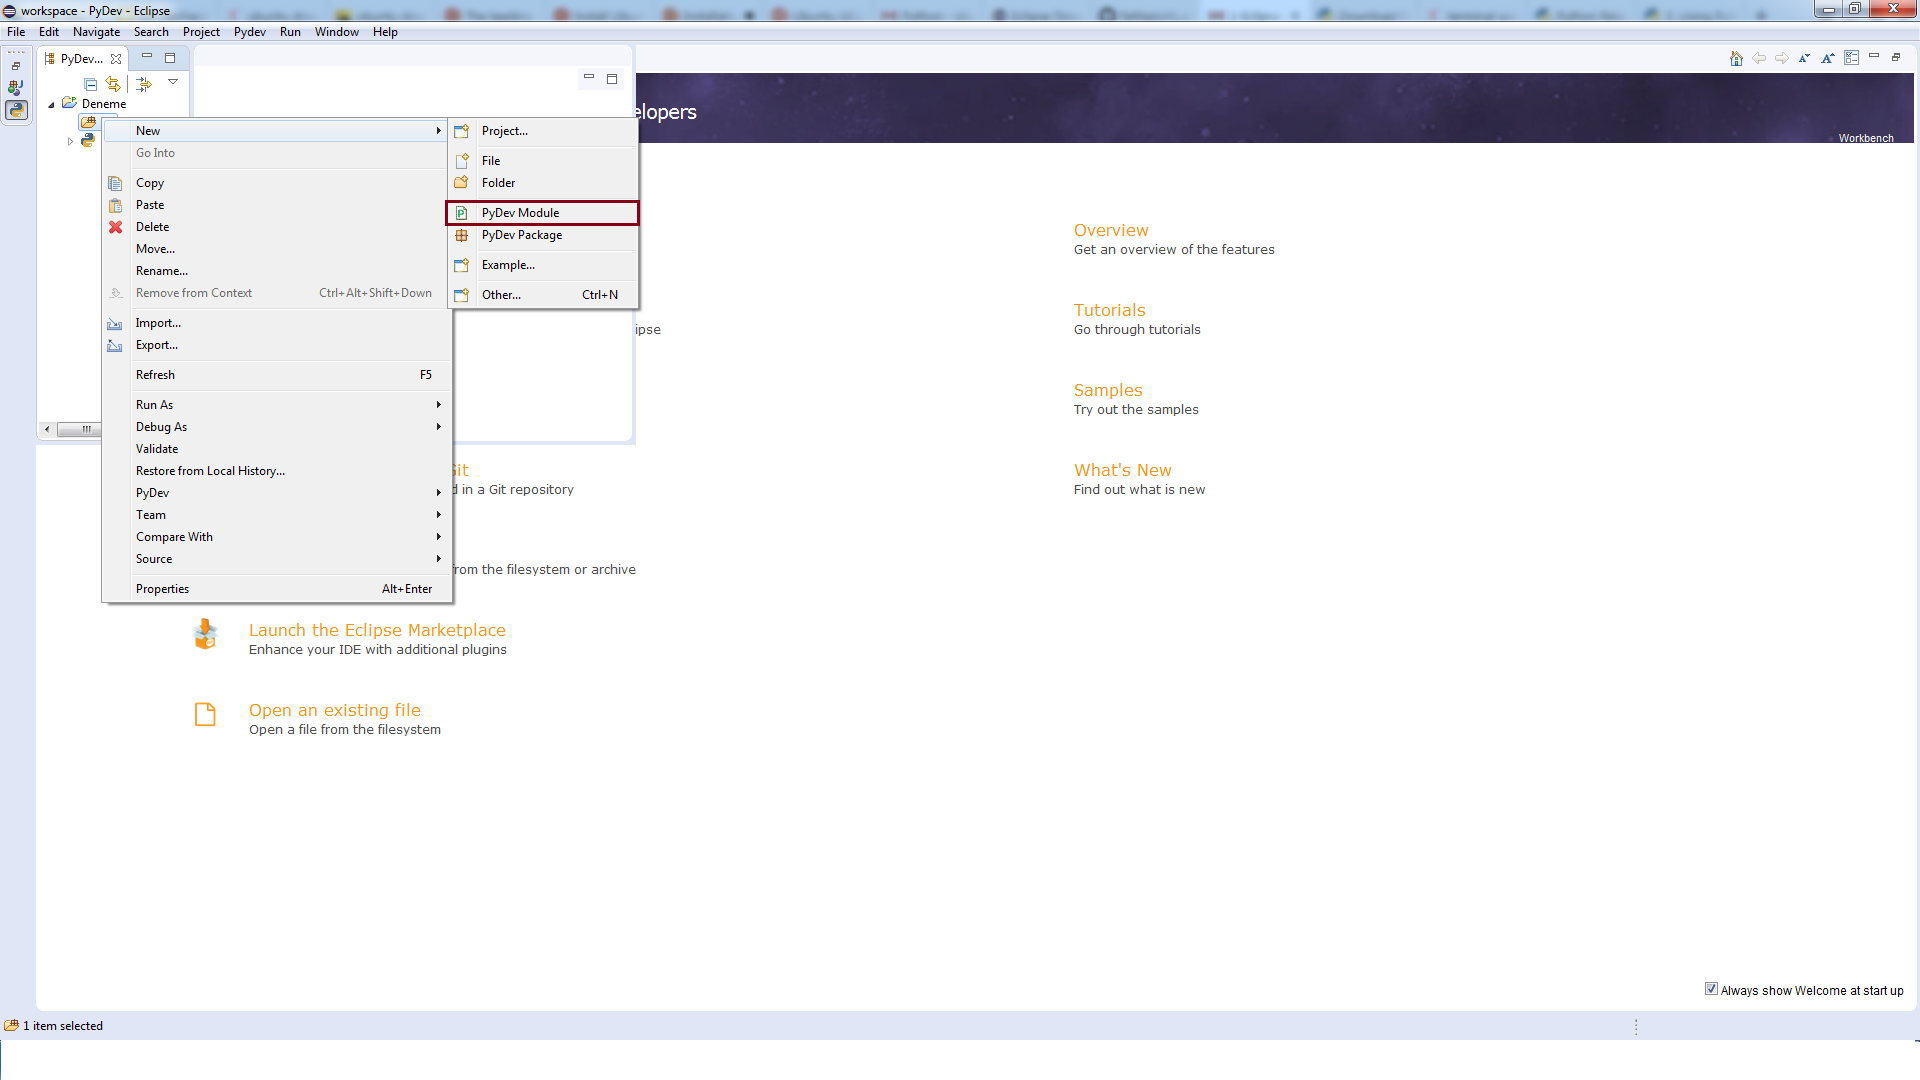 workspace - PyDev - Eclipse
File Edit Navigate Search Project Pydev Run Window Help
PyDev...
Deneme
New
Go Into
Copy
Paste
Delete
Move...
Rename...
Remove from Context Ctrl+Alt+Shift+Down
Import...
Export...
Refresh F5
Run As
Debug As
Validate
Restore from Local History...
PyDev
Team
Compare With
Source
Properties Alt+Enter
Project...
File
Folder
PyDev Module
PyDev Package
Example...
Other... Ctrl+N
elopers
Workbench
ipse
Git
d in a Git repository
from the filesystem or archive
Launch the Eclipse Marketplace
Enhance your IDE with additional plugins
Open an existing file
Open a file from the filesystem
Overview
Get an overview of the features
Tutorials
Go through tutorials
Samples
Try out the samples
What's New
Find out what is new
Always show Welcome at start up
1 item selected